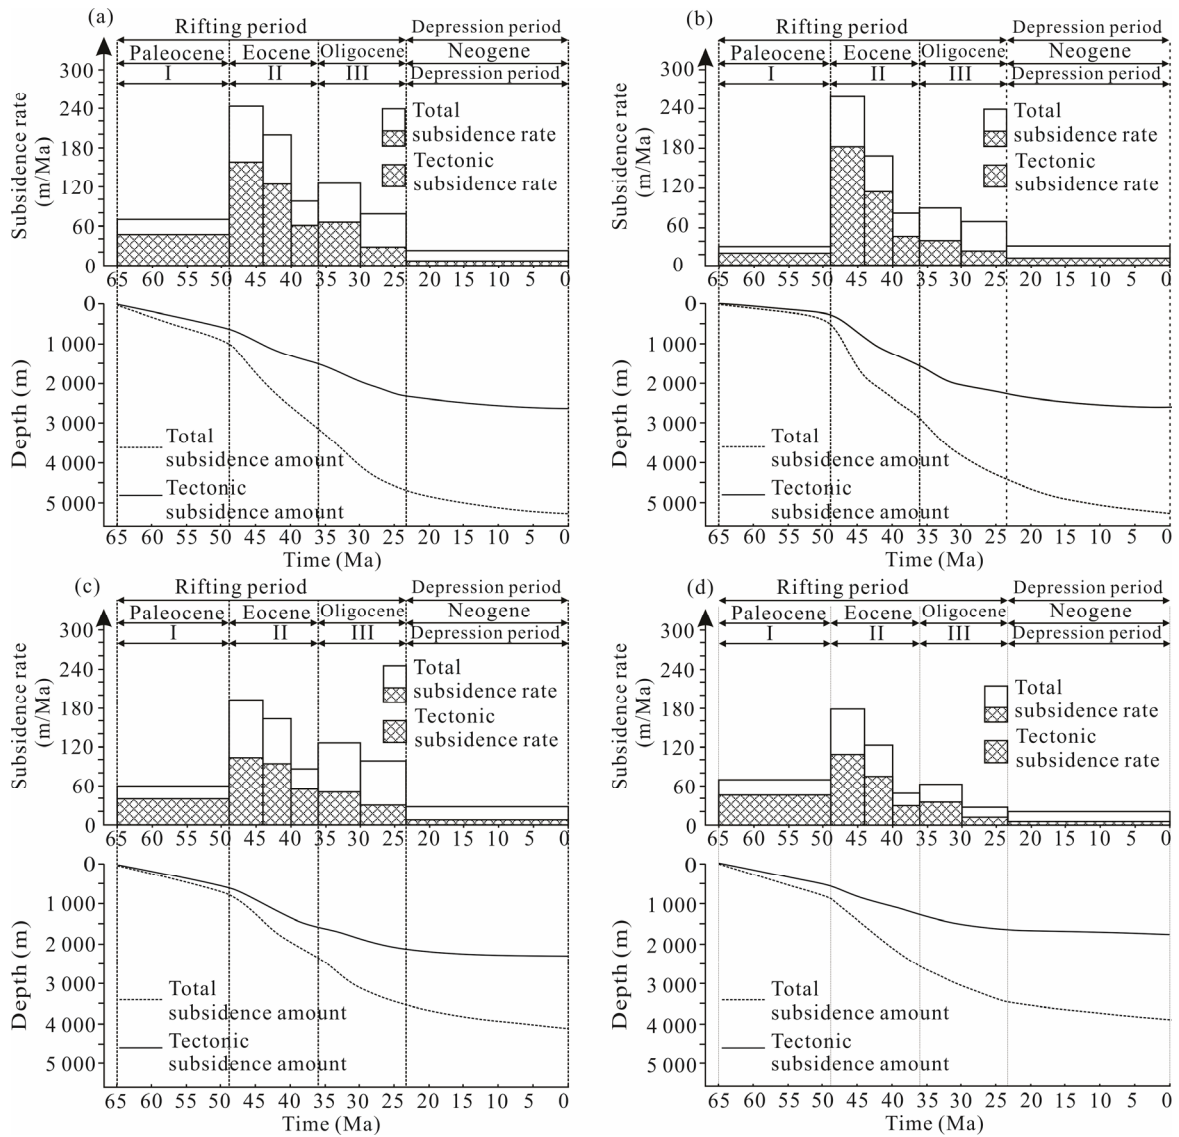 (a)
Rifting period
Depression period
Paleocene
Eocene
Oligocene
Neogene
I
II
III
Depression period
Subsidence rate
(m/Ma)
300
240
180
120
60
0
Total
subsidence rate
Tectonic
subsidence rate
65 60 55 50 45 40 35 30 25 20 15 10 5 0
Depth (m)
0
1 000
2 000
3 000
4 000
5 000
Total
subsidence amount
Tectonic
subsidence amount
65 60 55 50 45 40 35 30 25 20 15 10 5 0
Time (Ma)
(b)
Rifting period
Depression period
Paleocene
Eocene
Oligocene
Neogene
I
II
III
Depression period
Subsidence rate
(m/Ma)
300
240
180
120
60
0
Total
subsidence rate
Tectonic
subsidence rate
65 60 55 50 45 40 35 30 25 20 15 10 5 0
Depth (m)
0
1 000
2 000
3 000
4 000
5 000
Total
subsidence amount
Tectonic
subsidence amount
65 60 55 50 45 40 35 30 25 20 15 10 5 0
Time (Ma)
(c)
Rifting period
Depression period
Paleocene
Eocene
Oligocene
Neogene
I
II
III
Depression period
Subsidence rate
(m/Ma)
300
240
180
120
60
0
Total
subsidence rate
Tectonic
subsidence rate
65 60 55 50 45 40 35 30 25 20 15 10 5 0
Depth (m)
0
1 000
2 000
3 000
4 000
5 000
Total
subsidence amount
Tectonic
subsidence amount
65 60 55 50 45 40 35 30 25 20 15 10 5 0
Time (Ma)
(d)
Rifting period
Depression period
Paleocene
Eocene
Oligocene
Neogene
I
II
III
Depression period
Subsidence rate
(m/Ma)
300
240
180
120
60
0
Total
subsidence rate
Tectonic
subsidence rate
65 60 55 50 45 40 35 30 25 20 15 10 5 0
Depth (m)
0
1 000
2 000
3 000
4 000
5 000
Total
subsidence amount
Tectonic
subsidence amount
65 60 55 50 45 40 35 30 25 20 15 10 5 0
Time (Ma)